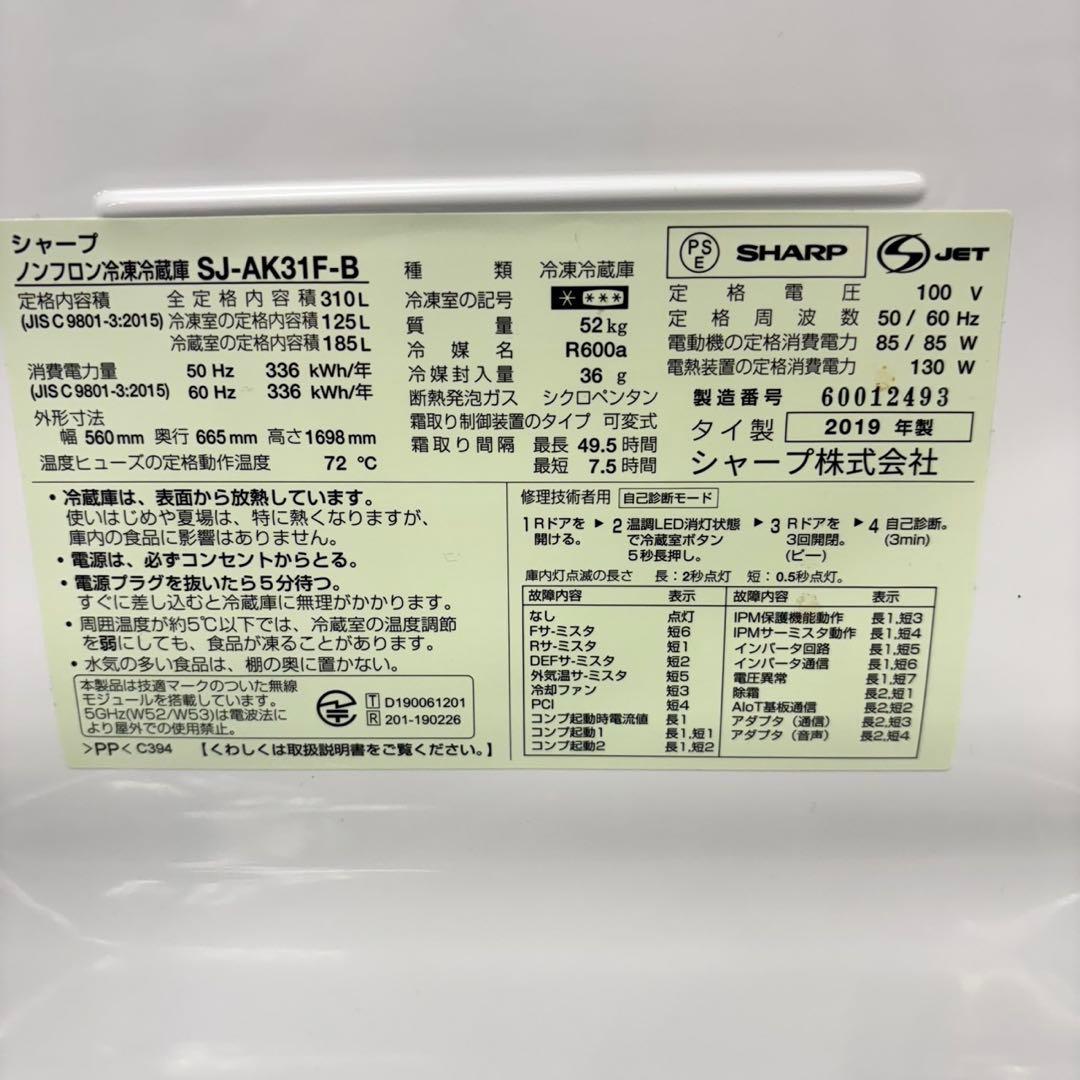 シャープ
ノンフロン冷凍冷蔵庫 SJ-AK31F-B
定格内容積 全定格内容積 310 L
(JIS C 9801-3:2015) 冷凍室の定格内容積 125 L
冷蔵室の定格内容積 185 L
消費電力量 50 Hz 336 kWh/年
(JIS C 9801-3:2015) 60 Hz 336 kWh/年
外形寸法
幅 560 mm 奥行 665 mm 高さ 1698 mm
温度ヒューズの定格動作温度 72 ℃
種類 冷凍冷蔵庫
冷凍室の記号 * ***
質量 52 kg
冷媒名 R600a
冷媒封入量 36 g
断熱発泡ガス シクロペンタン
霜取り制御装置のタイプ 可変式
霜取り間隔 最長 49.5 時間
最短 7.5 時間
PSE SHARP S JET
定格電圧 100 V
定格周波数 50 / 60 Hz
電動機の定格消費電力 85 / 85 W
電熱装置の定格消費電力 130 W
製造番号 60012493
タイ製 2019 年製
シャープ株式会社
・冷蔵庫は、表面から放熱しています。
使いはじめや夏場は、特に熱くなりますが、
庫内の食品に影響はありません。
・電源は、必ずコンセントからとる。
・電源プラグを抜いたら5分待つ。
すぐに差し込むと冷蔵庫に無理がかかります。
・周囲温度が約5℃以下では、冷蔵室の温度調節
を弱にしても、食品が凍ることがあります。
・水気の多い食品は、棚の奥に置かない。
本製品は技適マークのついた無線
モジュールを搭載しています。
5GHz(W52/W53)は電波法に
より屋外での使用禁止。
T D190061201
R 201-190226
>PP< C394 【くわしくは取扱説明書をご覧ください。】
修理技術者用 自己診断モード
1 Rドアを開ける。 ▶ 2 温調LED消灯状態で冷蔵室ボタン5秒長押し。 ▶ 3 Rドアを3回開閉。(ピー) ▶ 4 自己診断。(3min)
庫内灯点滅の長さ 長：2秒点灯 短：0.5秒点灯。
故障内容 表示 故障内容 表示
なし 点灯 IPM保護機能動作 長1,短3
Fサ-ミスタ 短6 IPMサーミスタ動作 長1,短4
Rサ-ミスタ 短1 インバータ回路 長1,短5
DEFサ-ミスタ 短2 インバータ通信 長1,短6
外気温サ-ミスタ 短5 電圧異常 長1,短7
冷却ファン 短3 除霜 長2,短1
PCI 短4 AIoT基板通信 長2,短2
コンプ起動時電流値 長1 アダプタ（通信） 長2,短3
コンプ起動1 長1,短1 アダプタ（音声） 長2,短4
コンプ起動2 長1,短2